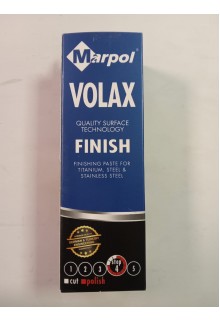 Marpol
VOLAX
QUALITY SURFACE
TECHNOLOGY
FINISH
FINISHING PASTE FOR
TITANIUM, STEEL &
STAINLESS STEEL
step
1 2 3 4 5
cut polish